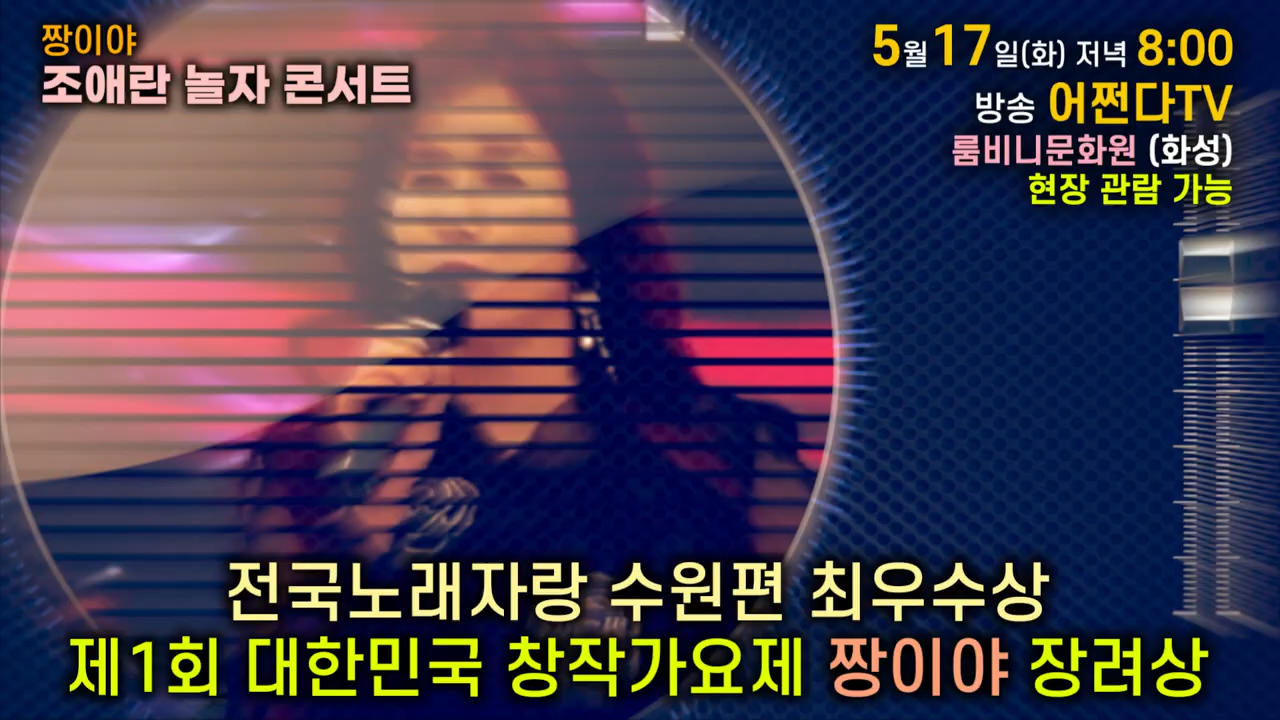 짱이야
조애란 놀자 콘서트
5월 17일(화) 저녁 8:00
방송 어쩐다TV
룸비니문화원 (화성)
현장 관람 가능
전국노래자랑 수원편 최우수상
제1회 대한민국 창작가요제 짱이야 장려상